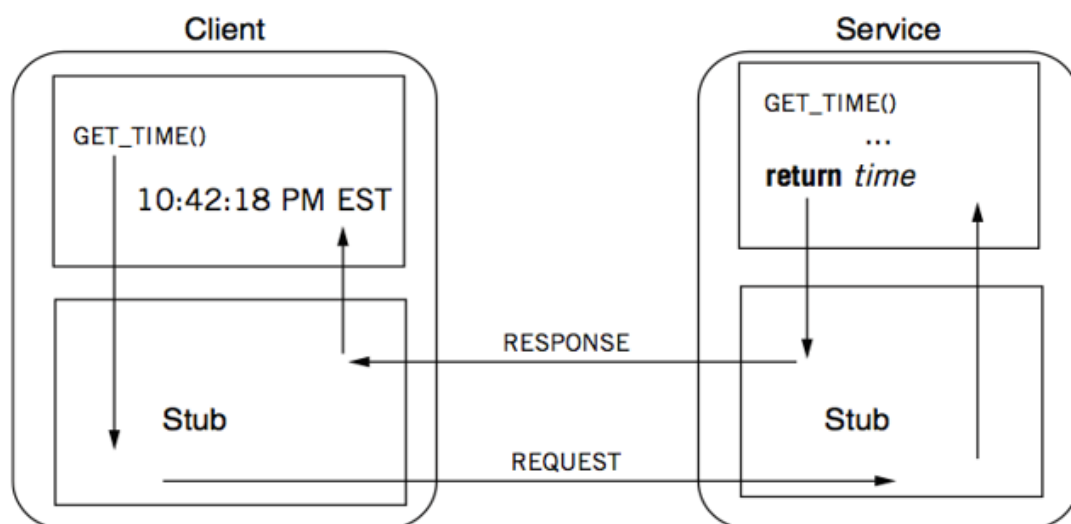 Client
GET_TIME()
10:42:18 PM EST
Stub
Service
GET_TIME()
...
return time
Stub
RESPONSE
REQUEST